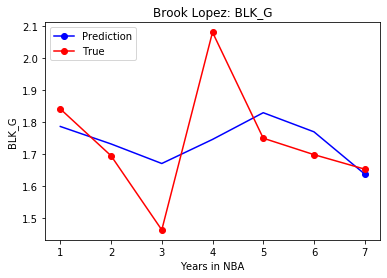 Brook Lopez: BLK_G
Prediction
True
2.1
2.0
1.9
1.8
1.7
1.6
1.5
BLK_G
1 2 3 4 5 6 7
Years in NBA